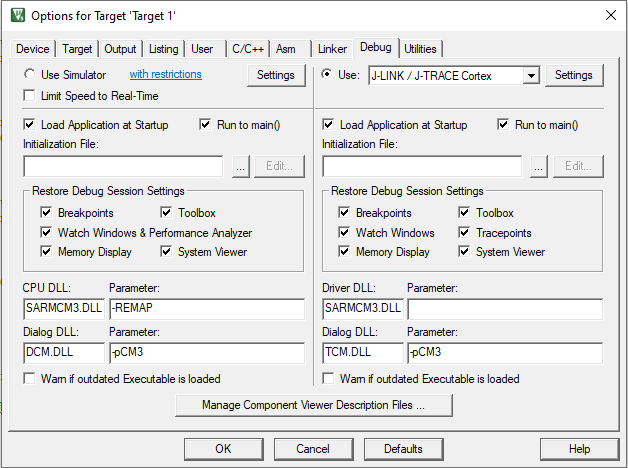 Options for Target 'Target 1'
Device Target Output Listing User C/C++ Asm Linker Debug Utilities
Use Simulator with restrictions Settings
Limit Speed to Real-Time
Use: J-LINK / J-TRACE Cortex Settings
Load Application at Startup Run to main()
Initialization File:
... Edit...
Load Application at Startup Run to main()
Initialization File:
... Edit...
Restore Debug Session Settings
Breakpoints Toolbox
Watch Windows & Performance Analyzer
Memory Display System Viewer
Restore Debug Session Settings
Breakpoints Toolbox
Watch Windows Tracepoints
Memory Display System Viewer
CPU DLL: Parameter:
SARMCM3.DLL -REMAP
Dialog DLL: Parameter:
DCM.DLL -pCM3
Warn if outdated Executable is loaded
Driver DLL: Parameter:
SARMCM3.DLL
Dialog DLL: Parameter:
TCM.DLL -pCM3
Warn if outdated Executable is loaded
Manage Component Viewer Description Files ...
OK Cancel Defaults Help